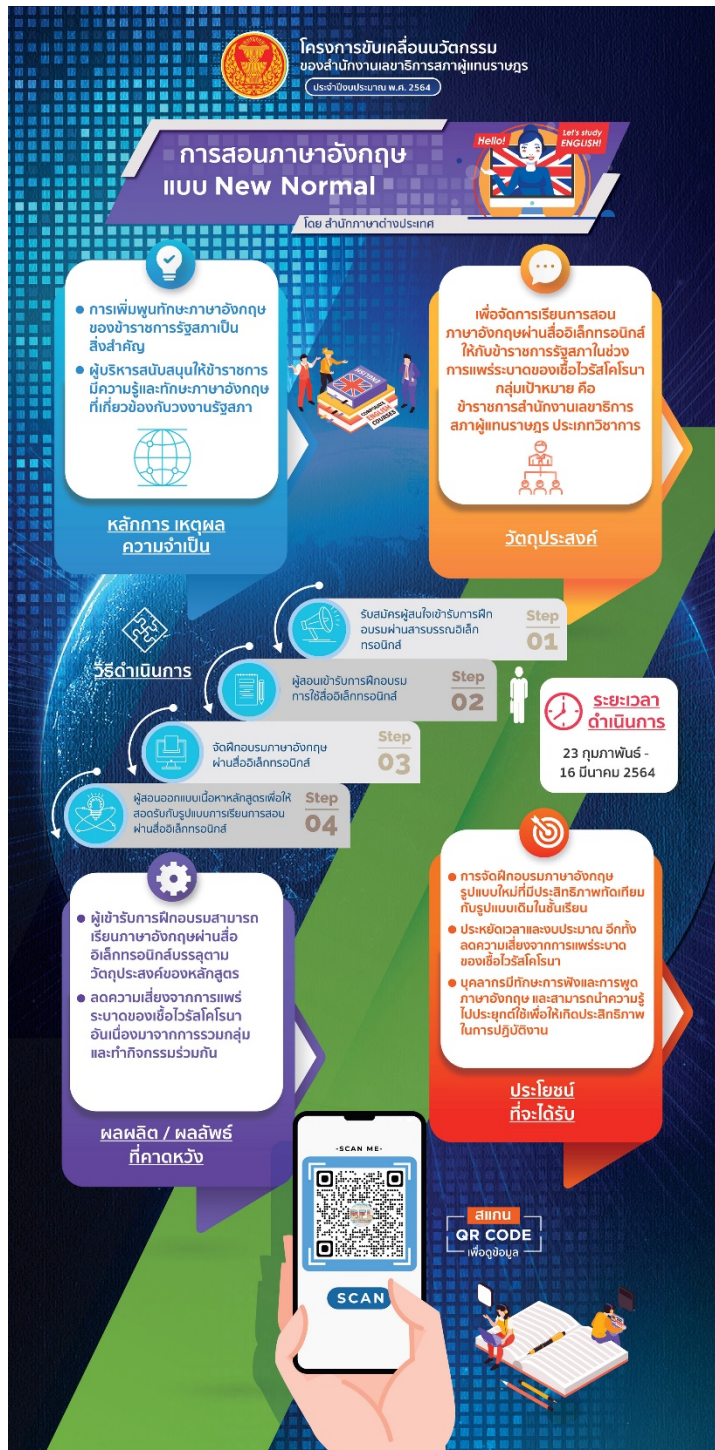 โครงการขับเคลื่อนนวัตกรรม
ของสำนักงานเลขาธิการสภาผู้แทนราษฎร
ประจำปีงบประมาณ พ.ศ. 2564
การสอนภาษาอังกฤษ
แบบ New Normal
Hello!
Let's study
ENGLISH!
โดย สำนักภาษาต่างประเทศ
การเพิ่มพูนทักษะภาษาอังกฤษ
ของข้าราชการรัฐสภาเป็น
สิ่งสำคัญ
ผู้บริหารสนับสนุนให้ข้าราชการ
มีความรู้และทักษะภาษาอังกฤษ
ที่เกี่ยวข้องกับวงงานรัฐสภา
หลักการ เหตุผล
ความจำเป็น
ENGLISH
CORPORATE
ENGLISH
COURSES
เพื่อจัดการเรียนการสอน
ภาษาอังกฤษผ่านสื่ออิเล็กทรอนิกส์
ให้กับข้าราชการรัฐสภาในช่วง
การแพร่ระบาดของเชื้อไวรัสโคโรนา
กลุ่มเป้าหมาย คือ
ข้าราชการสำนักงานเลขาธิการ
สภาผู้แทนราษฎร ประเภทวิชาการ
วัตถุประสงค์
วิธีดำเนินการ
รับสมัครผู้สนใจเข้ารับการฝึก
อบรมผ่านสารบรรณอิเล็ก
ทรอนิกส์
Step
01
ผู้สอนเข้ารับการฝึกอบรม
การใช้สื่ออิเล็กทรอนิกส์
Step
02
จัดฝึกอบรมภาษาอังกฤษ
ผ่านสื่ออิเล็กทรอนิกส์
Step
03
ผู้สอนออกแบบเนื้อหาหลักสูตรเพื่อให้
สอดรับกับรูปแบบการเรียนการสอน
ผ่านสื่ออิเล็กทรอนิกส์
Step
04
ระยะเวลา
ดำเนินการ
23 กุมภาพันธ์ -
16 มีนาคม 2564
ผู้เข้ารับการฝึกอบรมสามารถ
เรียนภาษาอังกฤษผ่านสื่อ
อิเล็กทรอนิกส์บรรลุตาม
วัตถุประสงค์ของหลักสูตร
ลดความเสี่ยงจากการแพร่
ระบาดของเชื้อไวรัสโคโรนา
อันเนื่องมาจากการรวมกลุ่ม
และทำกิจกรรมร่วมกัน
ผลผลิต / ผลลัพธ์
ที่คาดหวัง
การจัดฝึกอบรมภาษาอังกฤษ
รูปแบบใหม่ที่มีประสิทธิภาพทัดเทียม
กับรูปแบบเดิมในชั้นเรียน
ประหยัดเวลาและงบประมาณ อีกทั้ง
ลดความเสี่ยงจากการแพร่ระบาด
ของเชื้อไวรัสโคโรนา
บุคลากรมีทักษะการฟังและการพูด
ภาษาอังกฤษ และสามารถนำความรู้
ไปประยุกต์ใช้เพื่อให้เกิดประสิทธิภาพ
ในการปฏิบัติงาน
ประโยชน์
ที่จะได้รับ
-SCAN ME-
SCAN
สแกน
QR CODE
เพื่อดูข้อมูล